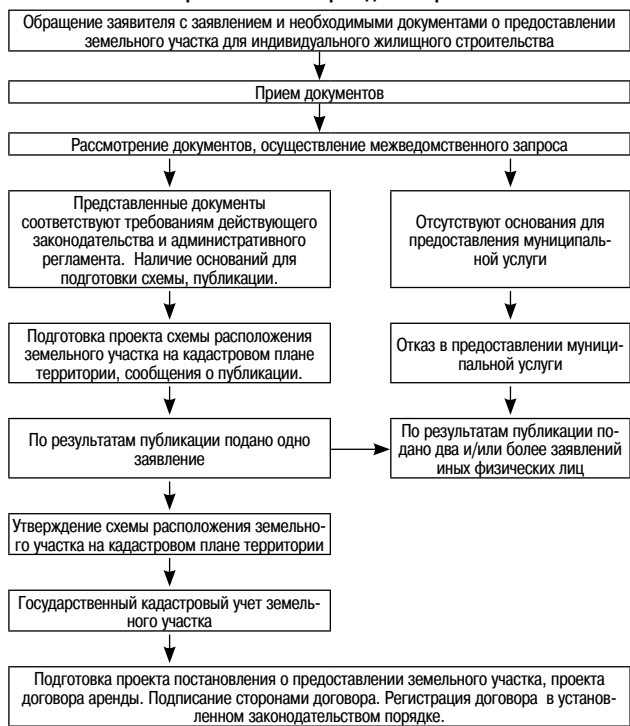 Обращение заявителя с заявлением и необходимыми документами о предоставлении
земельного участка для индивидуального жилищного строительства
Прием документов
Рассмотрение документов, осуществление межведомственного запроса
Представленные документы
соответствуют требованиям действующего
законодательства и административного
регламента. Наличие оснований для
подготовки схемы, публикации.
Отсутствуют основания для
предоставления муниципаль-
ной услуги
Подготовка проекта схемы расположения
земельного участка на кадастровом плане
территории, сообщения о публикации.
Отказ в предоставлении муници-
пальной услуги
По результатам публикации подано одно
заявление
По результатам публикации по-
дано два и/или более заявлений
иных физических лиц
Утверждение схемы расположения земельно-
го участка на кадастровом плане территории
Государственный кадастровый учет земель-
ного участка
Подготовка проекта постановления о предоставлении земельного участка, проекта
договора аренды. Подписание сторонами договора. Регистрация договора в установ-
ленном законодательством порядке.